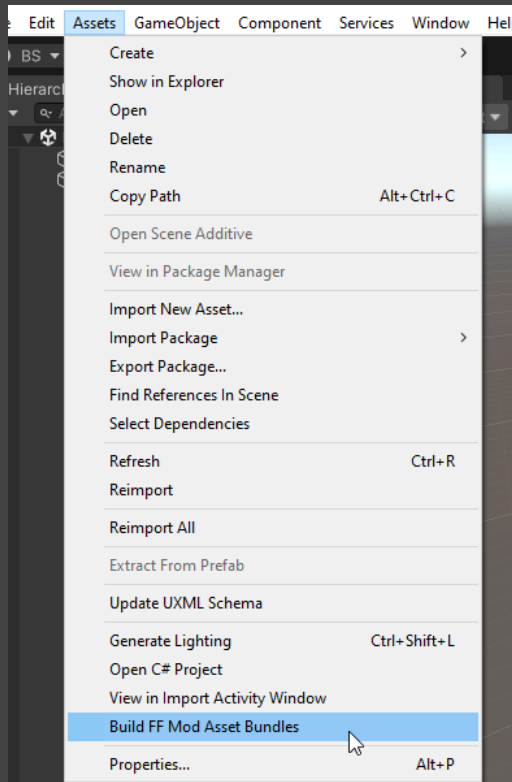 Edit Assets GameObject Component Services Window Hel
BS
Hierarcl
Create
Show in Explorer
Open
Delete
Rename
Copy Path Alt+Ctrl+C
Open Scene Additive
View in Package Manager
Import New Asset...
Import Package
Export Package...
Find References In Scene
Select Dependencies
Refresh Ctrl+R
Reimport
Reimport All
Extract From Prefab
Update UXML Schema
Generate Lighting Ctrl+Shift+L
Open C# Project
View in Import Activity Window
Build FF Mod Asset Bundles
Properties... Alt+P